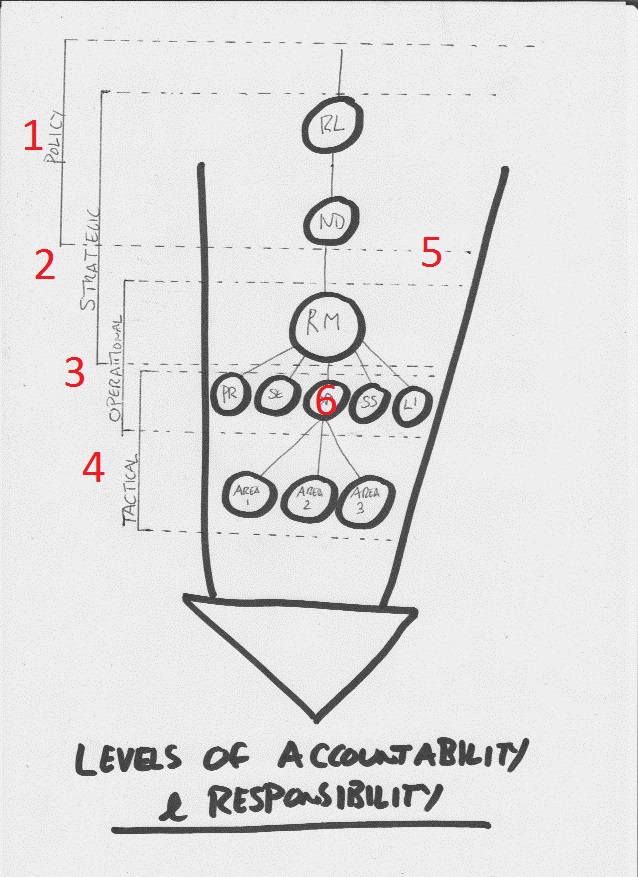 1
POLICY
RL
ND
2
STRATEGIC
5
RM
OPERATIONAL
3
PR
SE
6
SS
LI
4
TACTICAL
AREA
1
AREA
2
AREA
3
LEVELS OF ACCOUNTABILITY
& RESPONSIBILITY